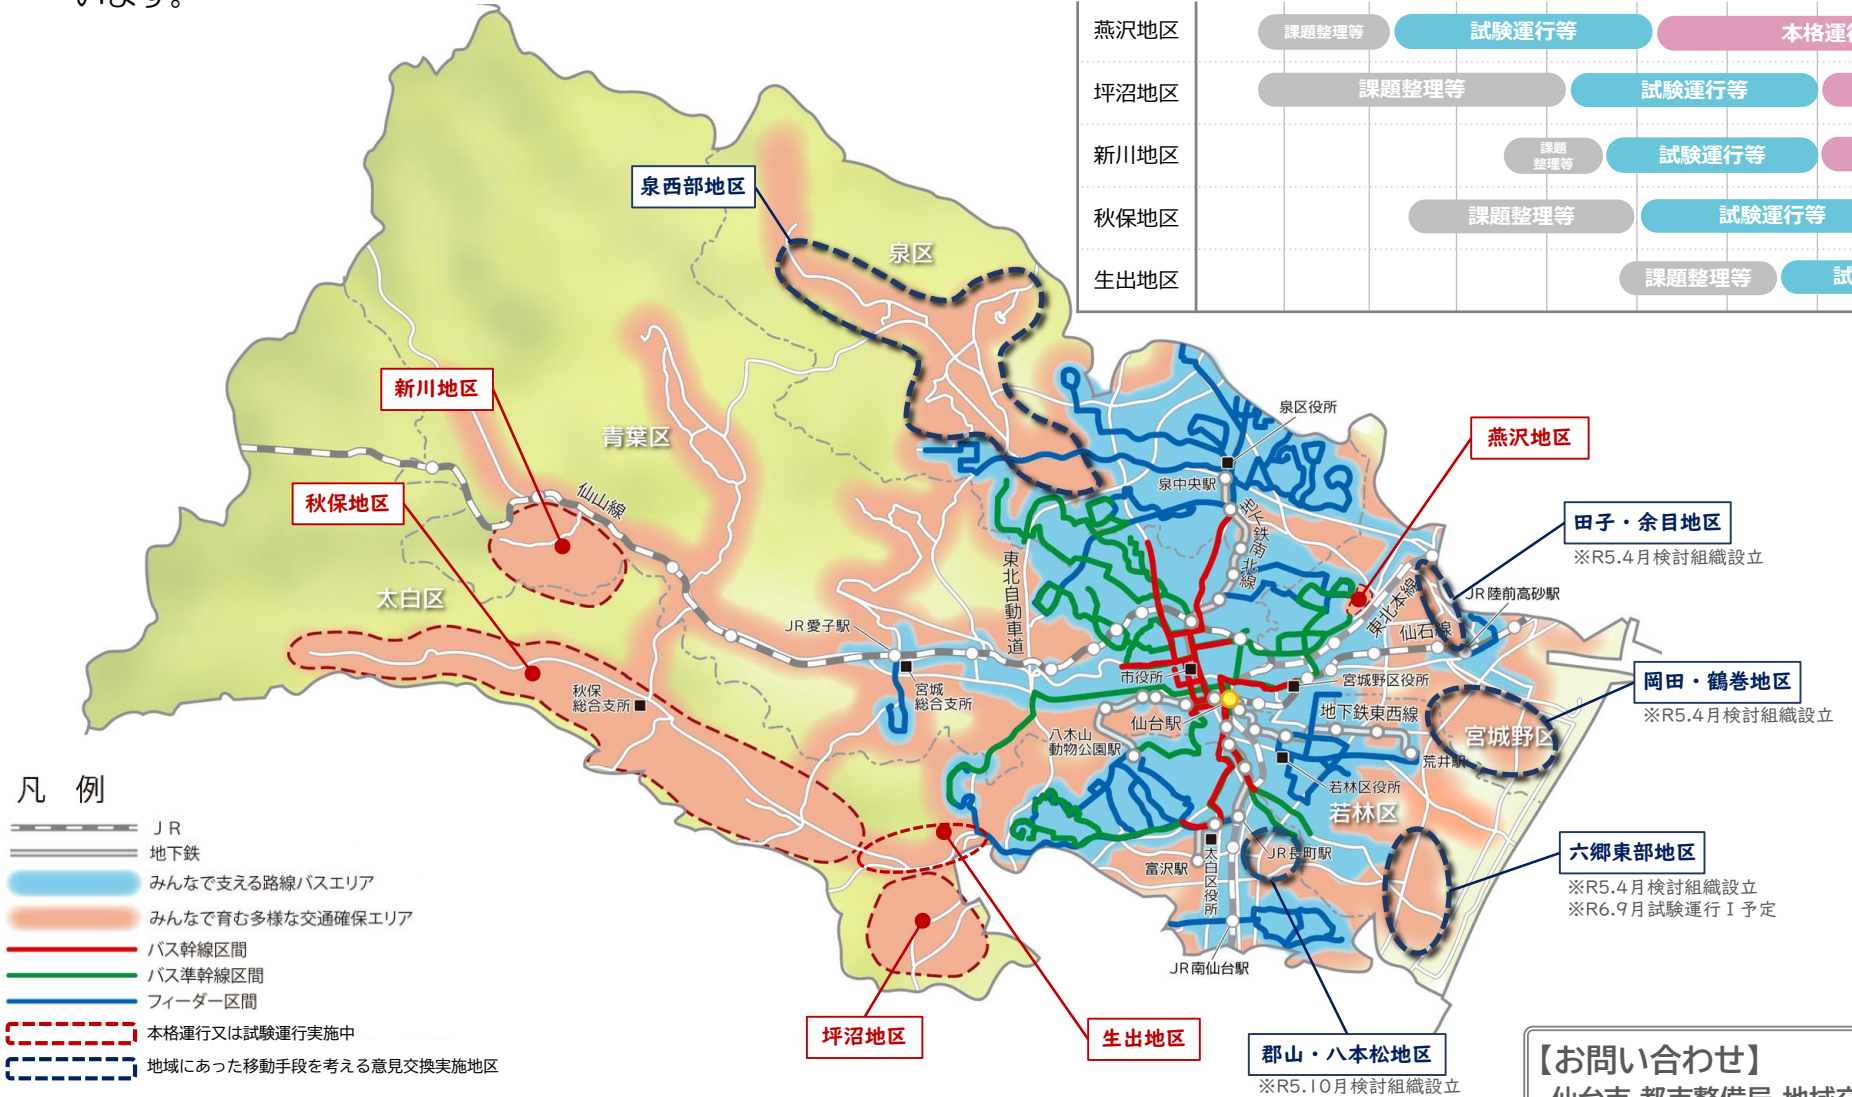 います。
燕沢地区
課題整理等
試験運行等
本格運行
坪沼地区
課題整理等
試験運行等
新川地区
課題
整理等
試験運行等
秋保地区
課題整理等
試験運行等
生出地区
課題整理等
試
泉西部地区
泉区
新川地区
青葉区
泉区役所
燕沢地区
秋保地区
仙山線
泉中央駅
地下鉄南北線
田子・余目地区
※R5.4月検討組織設立
東北自動車道
太白区
JR愛子駅
東北本線
仙石線
JR陸前高砂駅
秋保
総合支所
宮城
総合支所
市役所
宮城野区役所
岡田・鶴巻地区
※R5.4月検討組織設立
仙台駅
地下鉄東西線
八木山
動物公園駅
宮城野区
荒井駅
若林区役所
若林区
凡 例
JR
地下鉄
みんなで支える路線バスエリア
みんなで育む多様な交通確保エリア
バス幹線区間
バス準幹線区間
フィーダー区間
本格運行又は試験運行実施中
地域にあった移動手段を考える意見交換実施地区
富沢駅
太白区役所
JR長町駅
六郷東部地区
※R5.4月検討組織設立
※R6.9月試験運行Ⅰ予定
JR南仙台駅
坪沼地区
生出地区
郡山・八本松地区
※R5.10月検討組織設立
【お問い合わせ】
仙台市 都市整備局 地域交